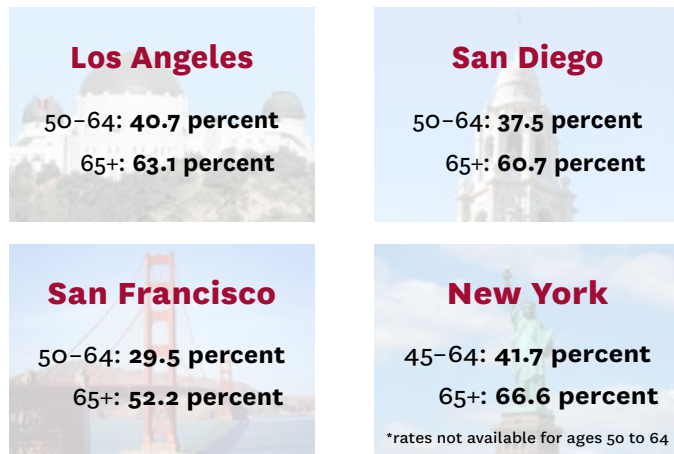 Los Angeles
50–64: 40.7 percent
65+: 63.1 percent
San Diego
50–64: 37.5 percent
65+: 60.7 percent
San Francisco
50–64: 29.5 percent
65+: 52.2 percent
New York
45–64: 41.7 percent
65+: 66.6 percent
*rates not available for ages 50 to 64